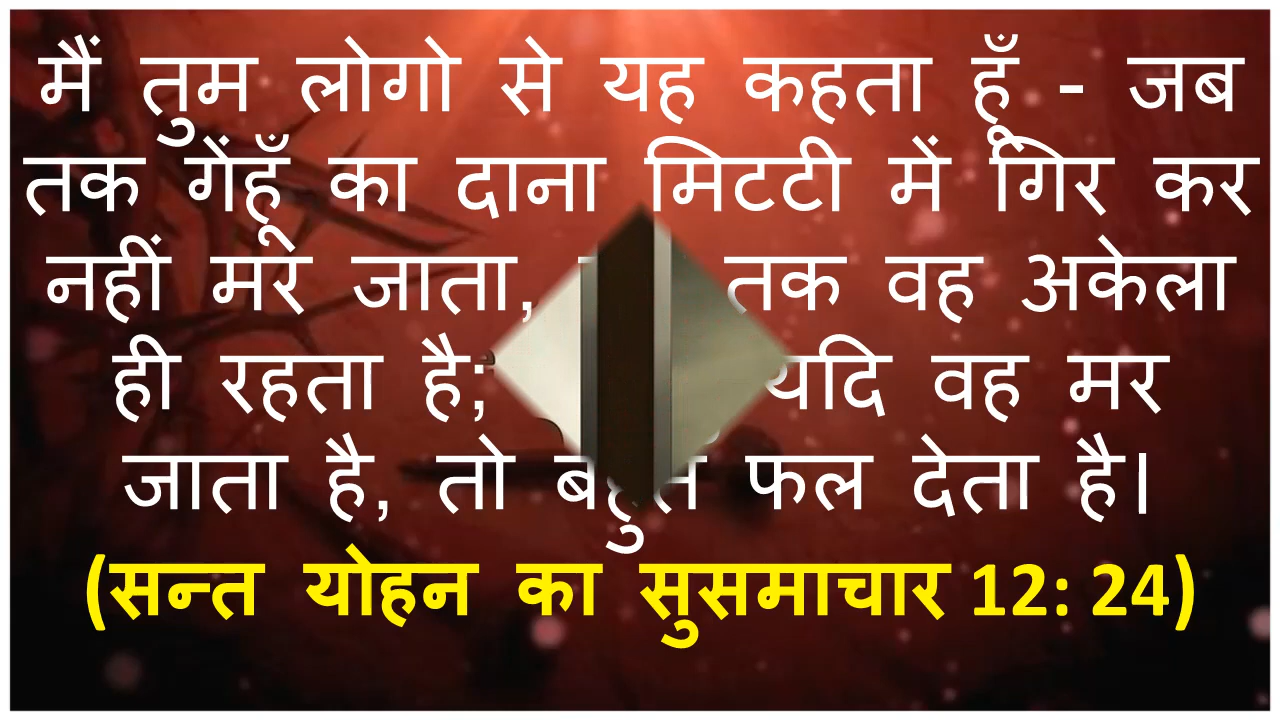 मैं तुम लोगो से यह कहता हूँ - जब
तक गेंहूँ का दाना मिटटी में गिर कर
नहीं मर जाता, तक वह अकेला
ही रहता है; यदि वह मर
जाता है, तो बहुत फल देता है।
(सन्त योहन का सुसमाचार 12: 24)